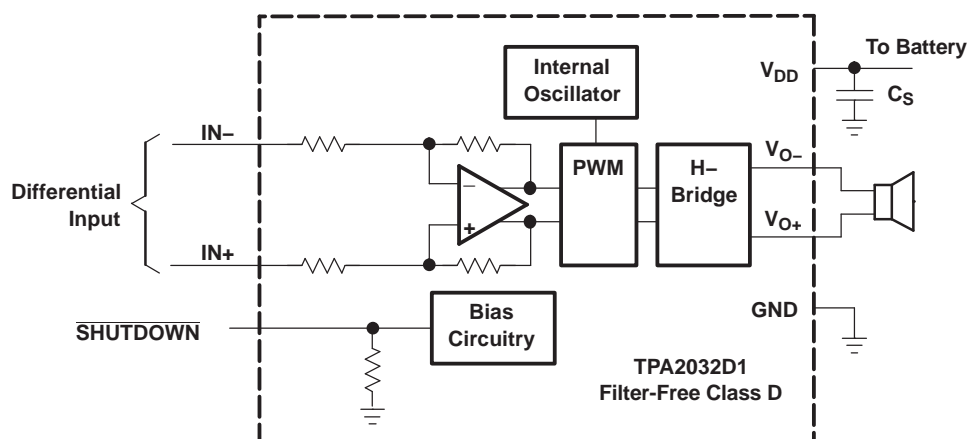 To Battery
Internal
Oscillator
V_DD
C_S
IN−
Differential
Input
IN+
−
+
PWM
H−
Bridge
V_O−
V_O+
SHUTDOWN
Bias
Circuitry
GND
TPA2032D1
Filter-Free Class D